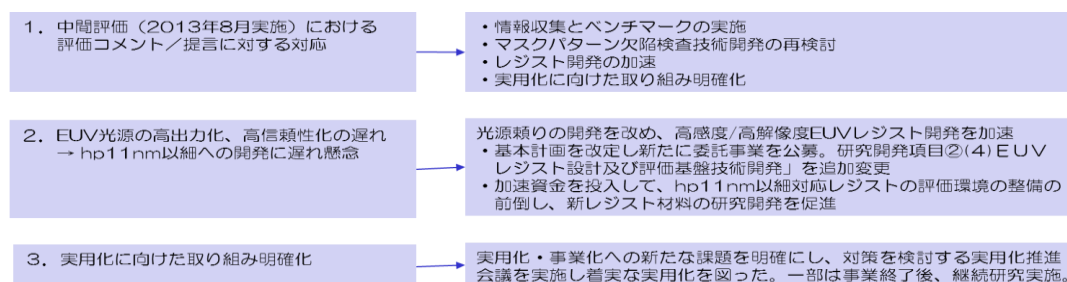 1. 中間評価（2013年8月実施）における
評価コメント／提言に対する対応
・情報収集とベンチマークの実施
・マスクパターン欠陥検査技術開発の再検討
・レジスト開発の加速
・実用化に向けた取り組み明確化
2. EUV光源の高出力化、高信頼性化の遅れ
→ hp11nm以細への開発に遅れ懸念
光源頼りの開発を改め、高感度/高解像度EUVレジスト開発を加速
・基本計画を改定し新たに委託事業を公募。研究開発項目②(4)ＥＵＶ
レジスト設計及び評価基盤技術開発」を追加変更
・加速資金を投入して、hp11nm以細対応レジストの評価環境の整備の
前倒し、新レジスト材料の研究開発を促進
3. 実用化に向けた取り組み明確化
実用化・事業化への新たな課題を明確にし、対策を検討する実用化推進
会議を実施し着実な実用化を図った。一部は事業終了後、継続研究実施。